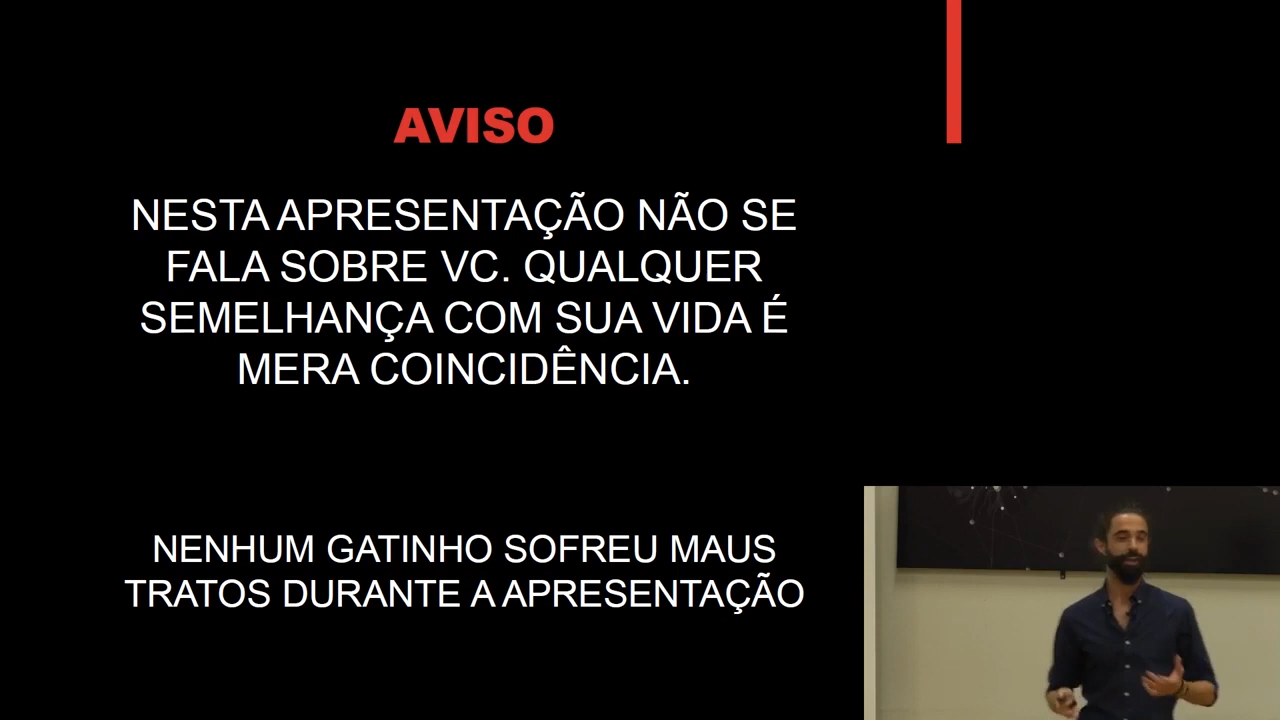 AVISO
NESTA APRESENTAÇÃO NÃO SE
FALA SOBRE VC. QUALQUER
SEMELHANÇA COM SUA VIDA É
MERA COINCIDÊNCIA.
NENHUM GATINHO SOFREU MAUS
TRATOS DURANTE A APRESENTAÇÃO